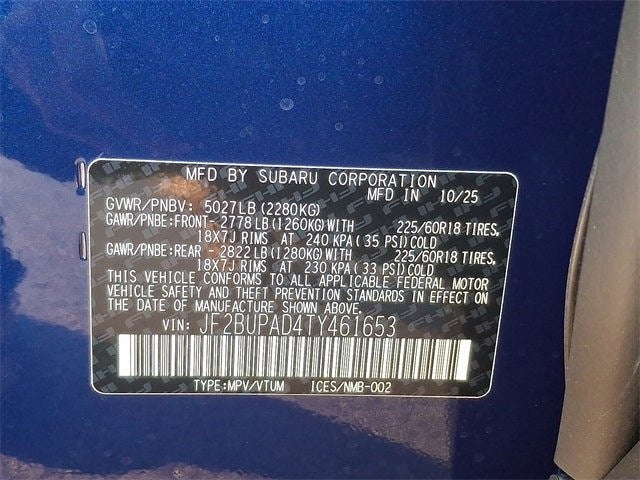 MFD BY SUBARU CORPORATION
MFD IN 10/25
GVWR/PNBV: 5027LB(2280KG)
GAWR/PNBE:FRONT-2778LB(1260KG)WITH 225/60R18 TIRES,
18X7J RIMS AT 240 KPA(35 PSI)COLD
GAWR/PNBE:REAR -2822LB(1280KG)WITH 225/60R18 TIRES,
18X7J RIMS AT 230 KPA(33 PSI)COLD
THIS VEHICLE CONFORMS TO ALL APPLICABLE FEDERAL MOTOR
VEHICLE SAFETY AND THEFT PREVENTION STANDARDS IN EFFECT ON
THE DATE OF MANUFACTURE SHOWN ABOVE.
VIN: JF2BUPAD4TY461653
TYPE:MPV/VTUM ICES/NMB-002